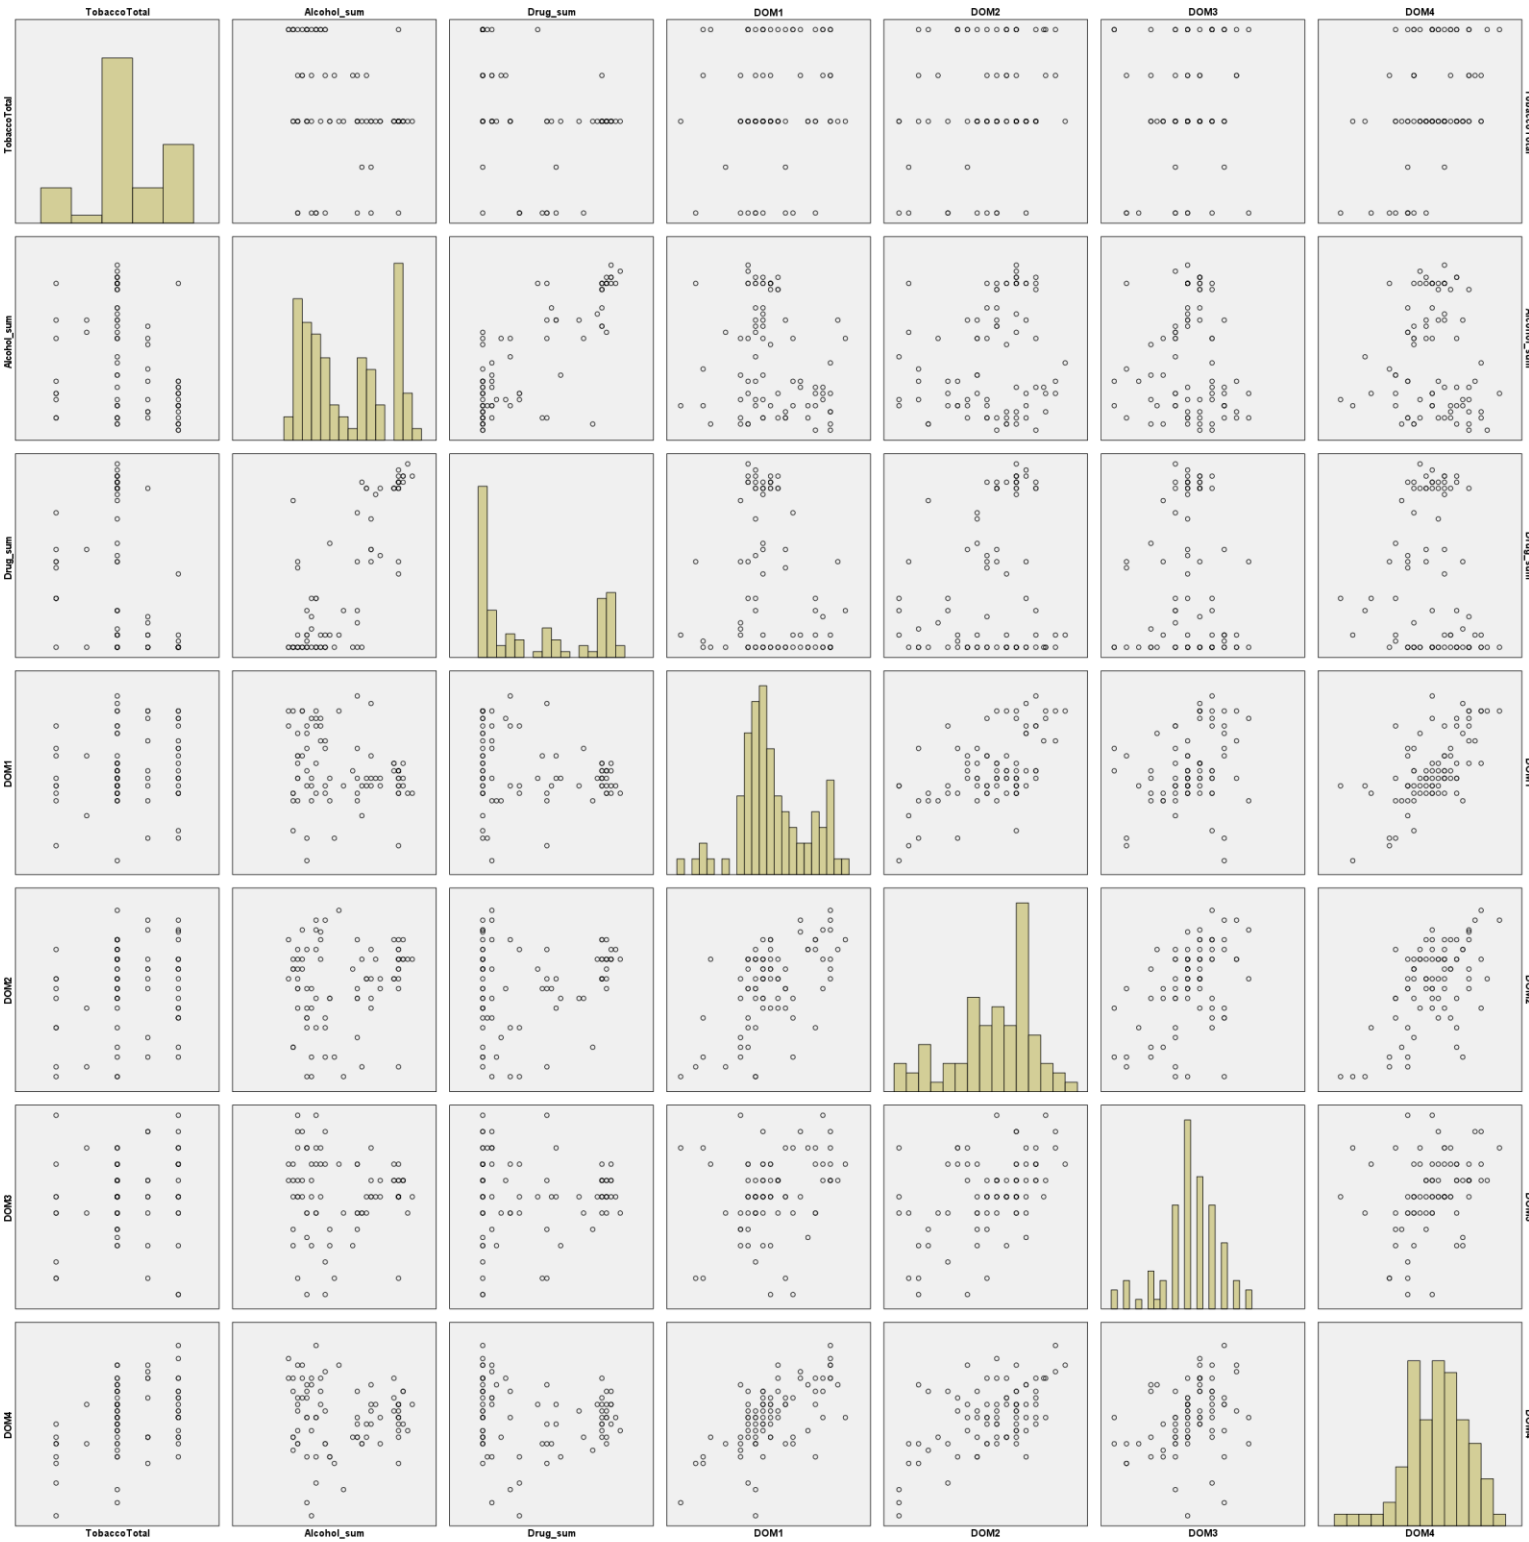 TobaccoTotal Alcohol_sum Drug_sum DOM1 DOM2 DOM3 DOM4
TobaccoTotal
Alcohol_sum
Drug_sum
DOM1
DOM2
DOM3
DOM4
TobaccoTotal Alcohol_sum Drug_sum DOM1 DOM2 DOM3 DOM4